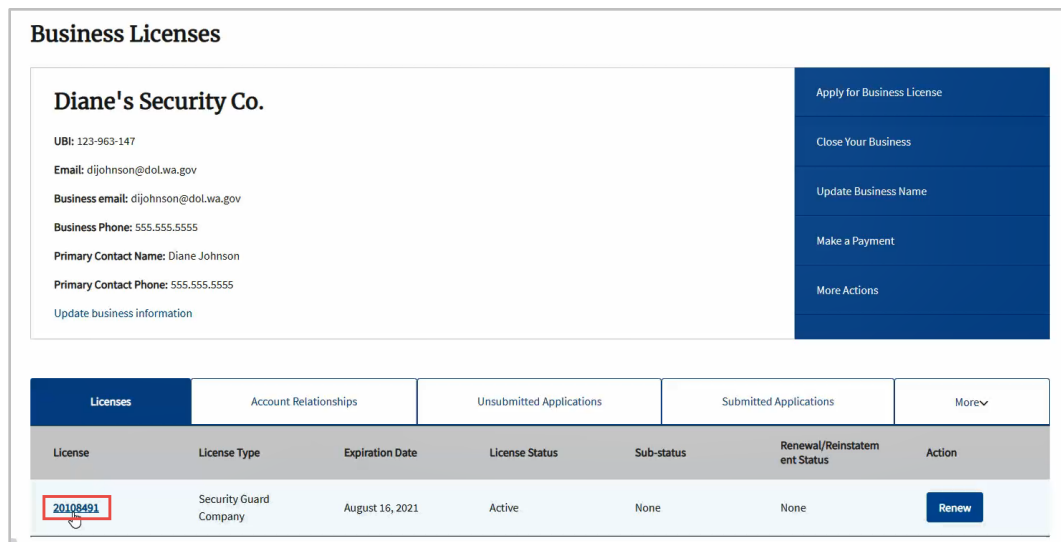 Business Licenses
Diane's Security Co.
UBI: 123-963-147
Email: dijohnson@dol.wa.gov
Business email: dijohnson@dol.wa.gov
Business Phone: 555.555.5555
Primary Contact Name: Diane Johnson
Primary Contact Phone: 555.555.5555
Update business information
Apply for Business License
Close Your Business
Update Business Name
Make a Payment
More Actions
Licenses Account Relationships Unsubmitted Applications Submitted Applications More
License License Type Expiration Date License Status Sub-status Renewal/Reinstatem
ent Status Action
20108491 Security Guard
Company August 16, 2021 Active None None Renew